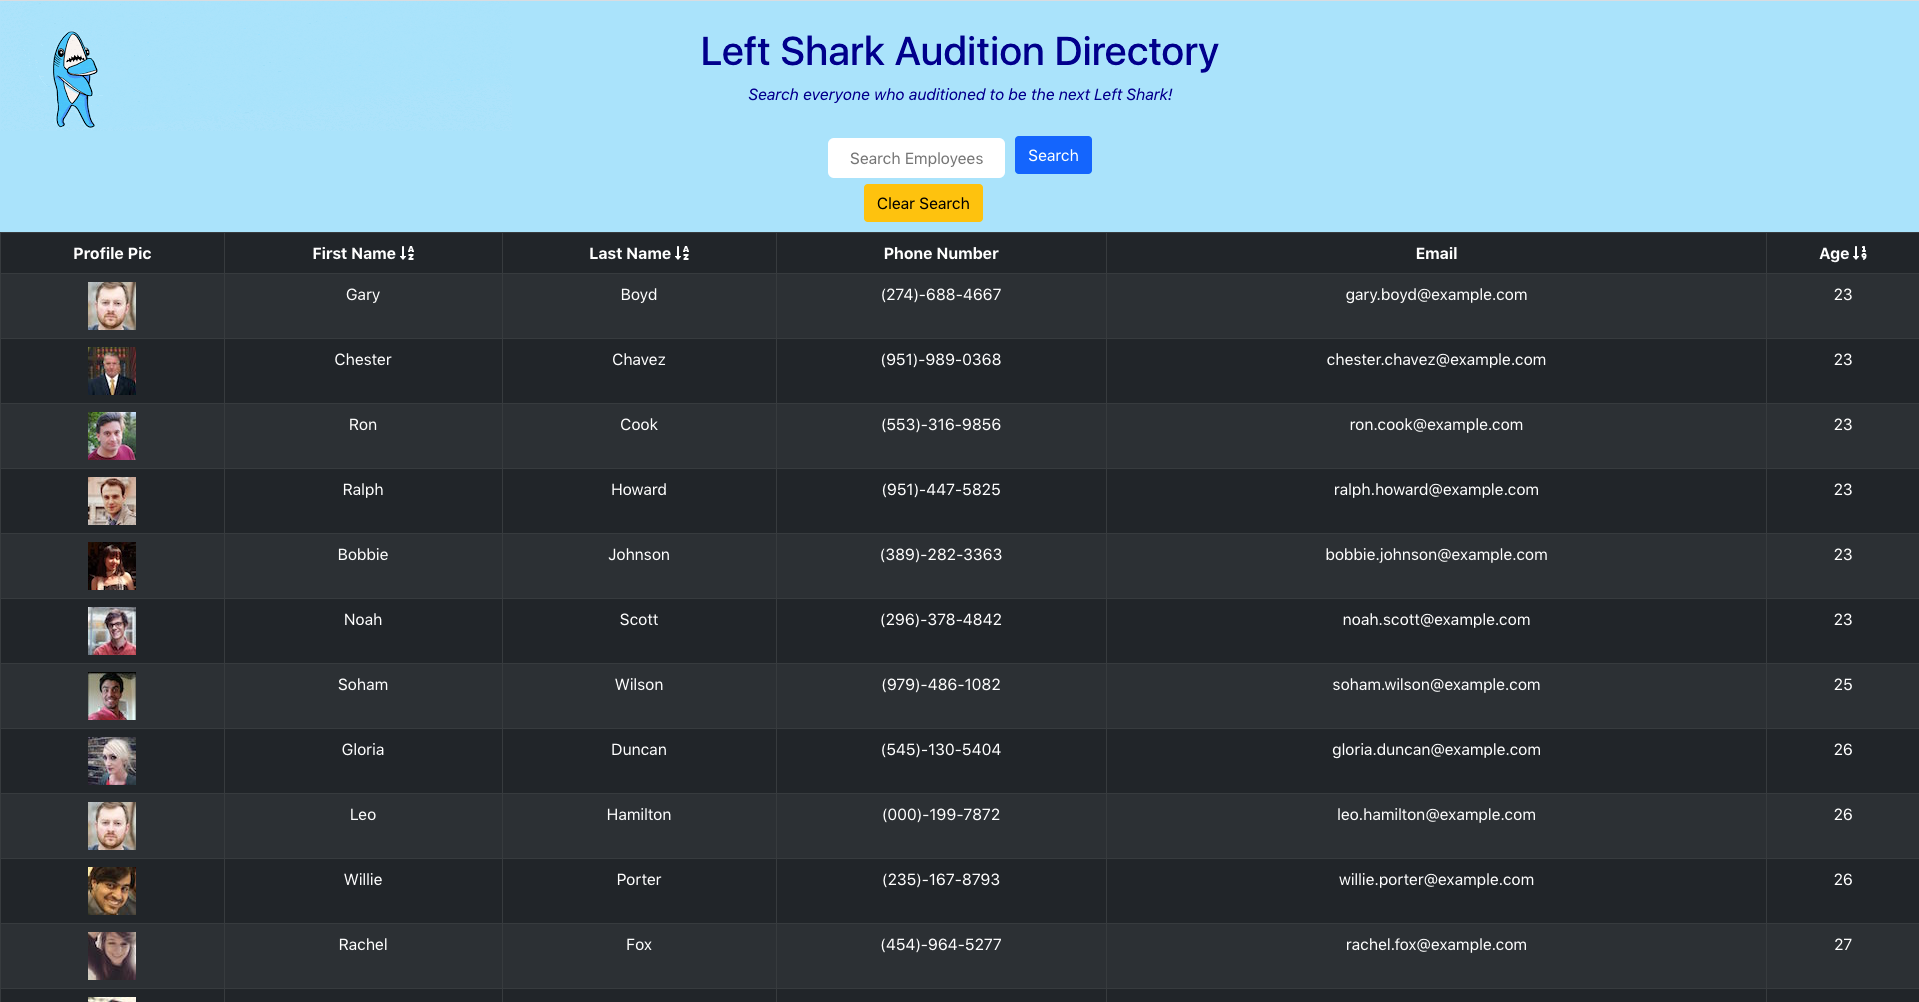 Left Shark Audition Directory
Search everyone who auditioned to be the next Left Shark!
Search Employees Search
Clear Search
Profile Pic First Name Last Name Phone Number Email Age
Gary Boyd (274)-688-4667 gary.boyd@example.com 23
Chester Chavez (951)-989-0368 chester.chavez@example.com 23
Ron Cook (553)-316-9856 ron.cook@example.com 23
Ralph Howard (951)-447-5825 ralph.howard@example.com 23
Bobbie Johnson (389)-282-3363 bobbie.johnson@example.com 23
Noah Scott (296)-378-4842 noah.scott@example.com 23
Soham Wilson (979)-486-1082 soham.wilson@example.com 25
Gloria Duncan (545)-130-5404 gloria.duncan@example.com 26
Leo Hamilton (000)-199-7872 leo.hamilton@example.com 26
Willie Porter (235)-167-8793 willie.porter@example.com 26
Rachel Fox (454)-964-5277 rachel.fox@example.com 27